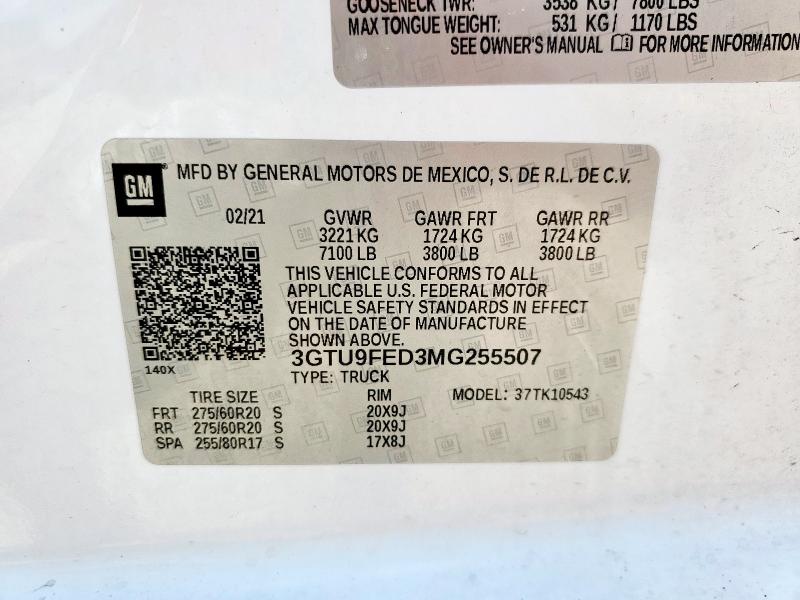 GOOSENECK TWR: 3538 KG/ 7800 LBS
MAX TONGUE WEIGHT: 531 KG/ 1170 LBS
SEE OWNER'S MANUAL FOR MORE INFORMATION
GM MFD BY GENERAL MOTORS DE MEXICO, S. DE R.L. DE C.V.
02/21 GVWR GAWR FRT GAWR RR
3221 KG 1724 KG 1724 KG
7100 LB 3800 LB 3800 LB
THIS VEHICLE CONFORMS TO ALL
APPLICABLE U.S. FEDERAL MOTOR
VEHICLE SAFETY STANDARDS IN EFFECT
ON THE DATE OF MANUFACTURE
SHOWN ABOVE.
140X 3GTU9FED3MG255507
TYPE: TRUCK
TIRE SIZE RIM MODEL: 37TK10543
FRT 275/60R20 S 20X9J
RR 275/60R20 S 20X9J
SPA 255/80R17 S 17X8J